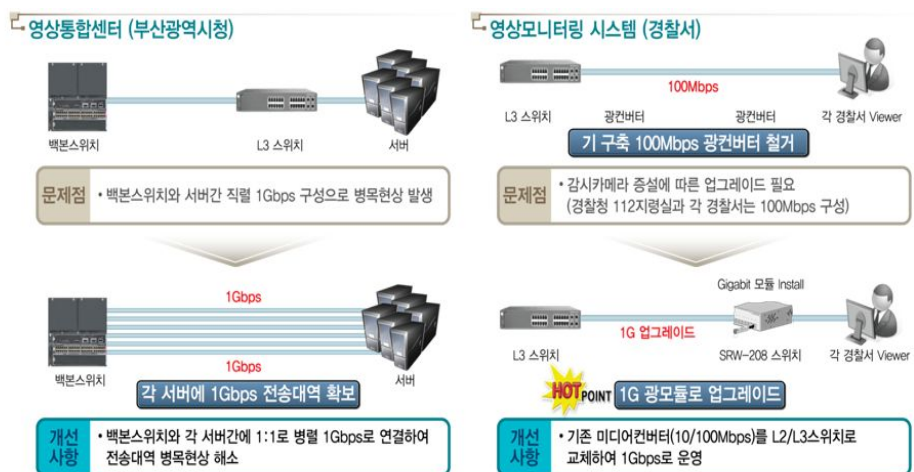 영상통합센터 (부산광역시청)
백본스위치
L3 스위치
서버
문제점
• 백본스위치와 서버간 직렬 1Gbps 구성으로 병목현상 발생
1Gbps
1Gbps
백본스위치
서버
각 서버에 1Gbps 전송대역 확보
개선
사항
• 백본스위치와 각 서버간에 1:1로 병렬 1Gbps로 연결하여
전송대역 병목현상 해소
영상모니터링 시스템 (경찰서)
100Mbps
L3 스위치
광컨버터
광컨버터
각 경찰서 Viewer
기 구축 100Mbps 광컨버터 철거
문제점
• 감시카메라 증설에 따른 업그레이드 필요
(경찰청 112지령실과 각 경찰서는 100Mbps 구성)
Gigabit 모듈 Install
1G 업그레이드
L3 스위치
SRW-208 스위치
각 경찰서 Viewer
HOT POINT
1G 광모듈로 업그레이드
개선
사항
• 기존 미디어컨버터(10/100Mbps)를 L2/L3스위치로
교체하여 1Gbps로 운영